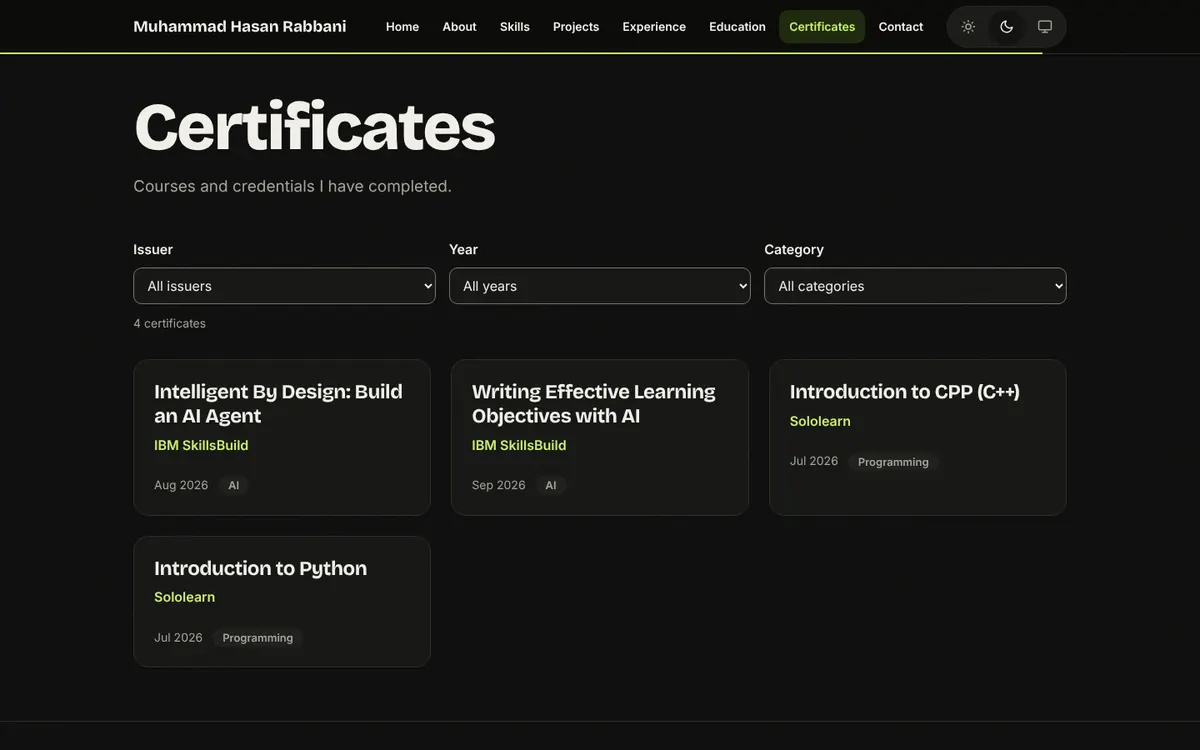 Muhammad Hasan Rabbani
Home
About
Skills
Projects
Experience
Education
Certificates
Contact
Certificates
Courses and credentials I have completed.
Issuer
All issuers
Year
All years
Category
All categories
4 certificates
Intelligent By Design: Build
an AI Agent
IBM SkillsBuild
Aug 2026
AI
Writing Effective Learning
Objectives with AI
IBM SkillsBuild
Sep 2026
AI
Introduction to CPP (C++)
Sololearn
Jul 2026
Programming
Introduction to Python
Sololearn
Jul 2026
Programming